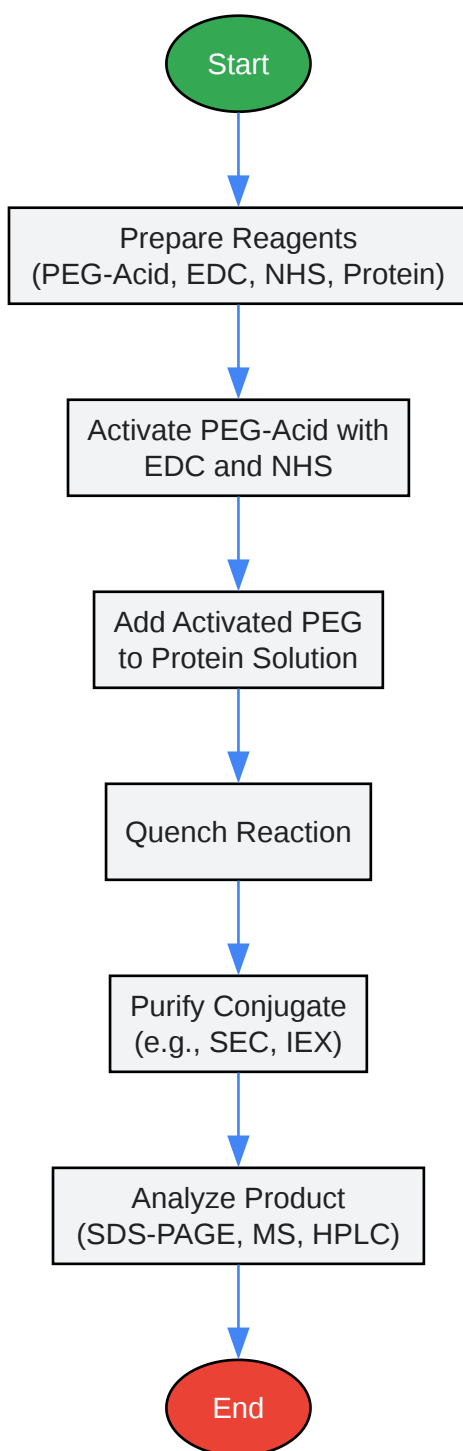 Start
Prepare Reagents
(PEG-Acid, EDC, NHS, Protein)
Activate PEG-Acid with
EDC and NHS
Add Activated PEG
to Protein Solution
Quench Reaction
Purify Conjugate
(e.g., SEC, IEX)
Analyze Product
(SDS-PAGE, MS, HPLC)
End